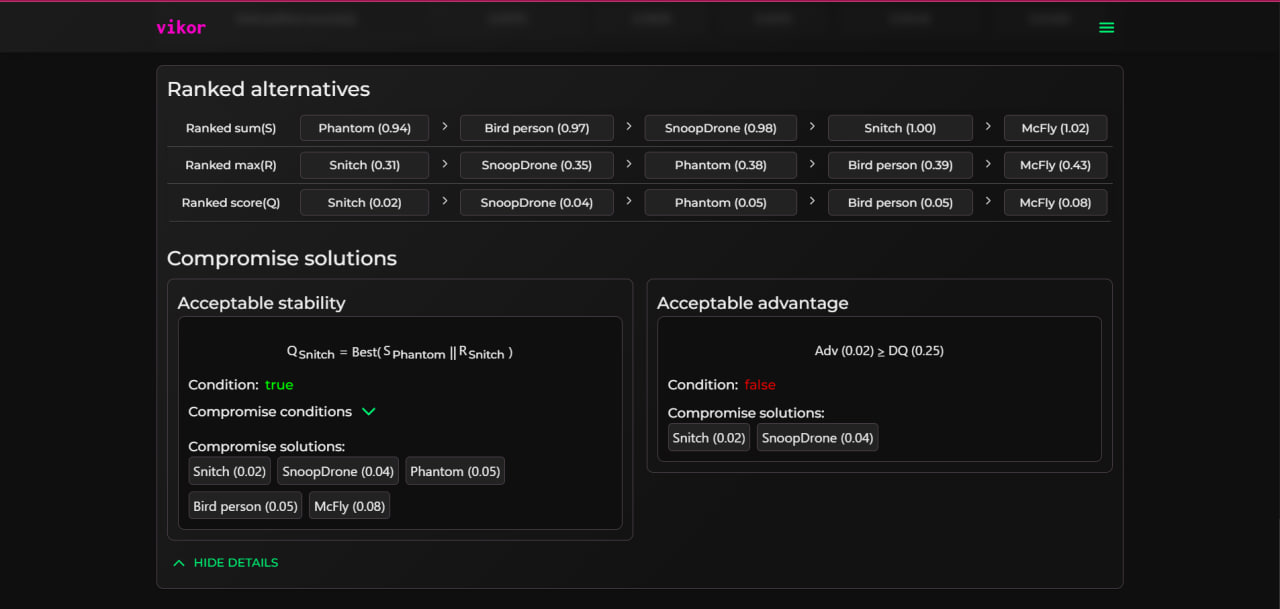 vikor
Ranked alternatives
Ranked sum(S) Phantom (0.94) > Bird person (0.97) > SnoopDrone (0.98) > Snitch (1.00) > McFly (1.02)
Ranked max(R) Snitch (0.31) > SnoopDrone (0.35) > Phantom (0.38) > Bird person (0.39) > McFly (0.43)
Ranked score(Q) Snitch (0.02) > SnoopDrone (0.04) > Phantom (0.05) > Bird person (0.05) > McFly (0.08)
Compromise solutions
Acceptable stability
Q Snitch = Best( S Phantom || R Snitch )
Condition: true
Compromise conditions
Compromise solutions:
Snitch (0.02) SnoopDrone (0.04) Phantom (0.05)
Bird person (0.05) McFly (0.08)
Acceptable advantage
Adv (0.02) ≥ DQ (0.25)
Condition: false
Compromise solutions:
Snitch (0.02) SnoopDrone (0.04)
HIDE DETAILS